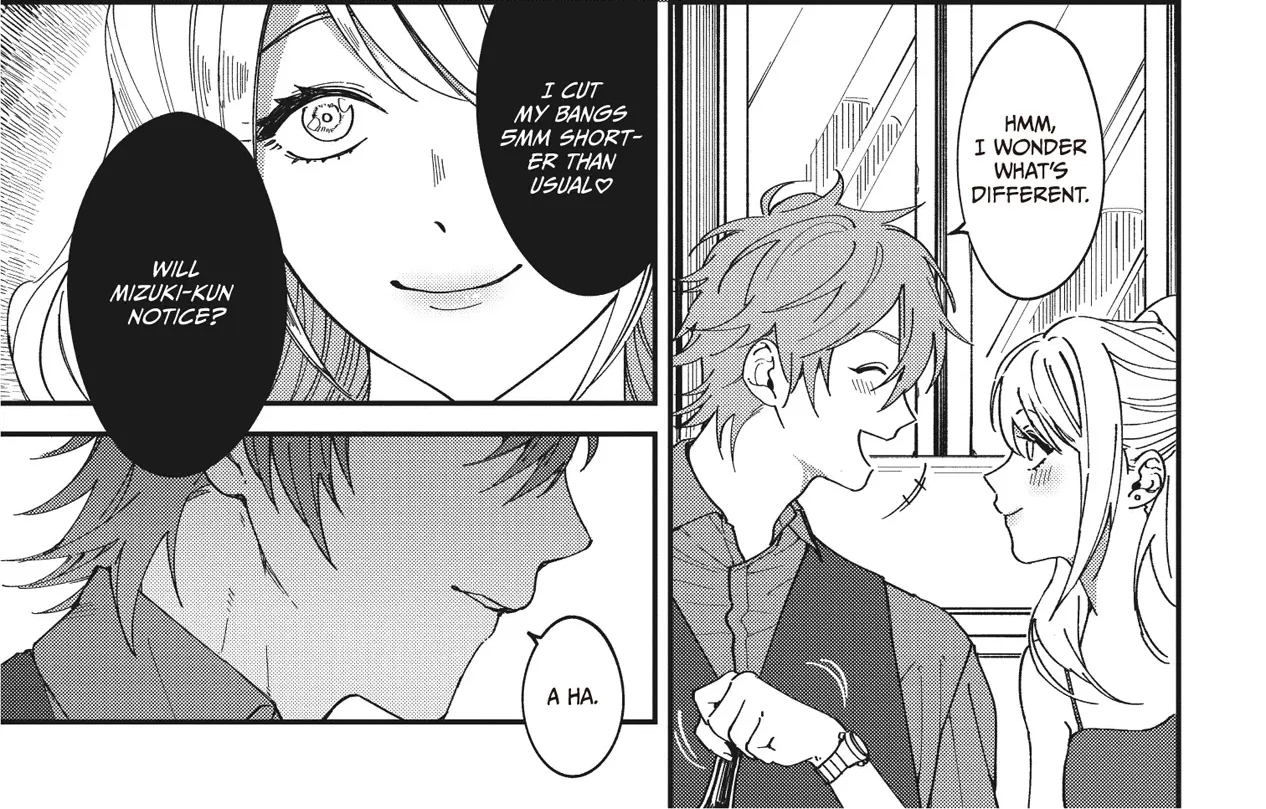 HMM,
I WONDER
WHAT'S
DIFFERENT.
I CUT
MY BANGS
5MM SHORT-
ER THAN
USUAL♡
WILL
MIZUKI-KUN
NOTICE?
A HA.